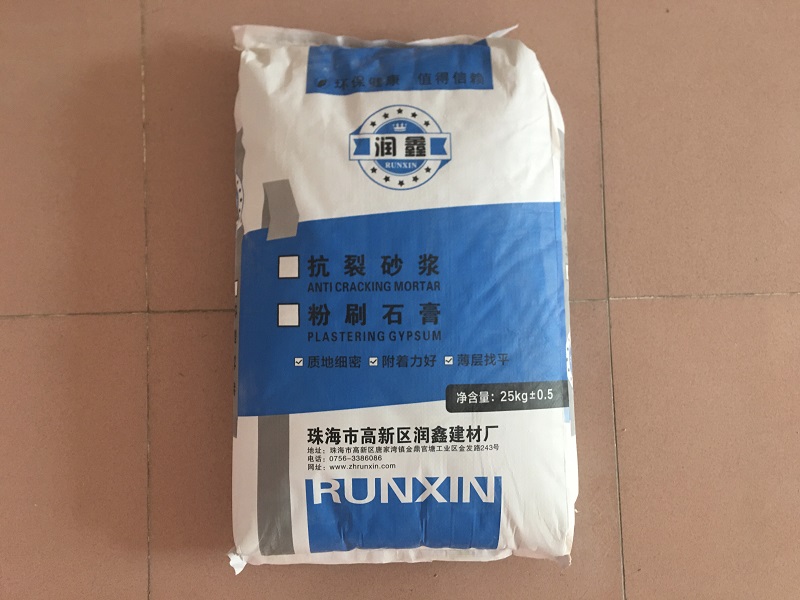 环保健康 值得信赖
润鑫
RUNXIN
抗裂砂浆
ANTI CRACKING MORTAR
粉刷石膏
PLASTERING GYPSUM
质地细密 附着力好 薄层找平
净含量：25kg±0.5
珠海市高新区润鑫建材厂
地址：珠海市高新区唐家湾镇金鼎官塘工业区金发路243号
电话：0756-3386086
网址：www.zhrunxin.com
RUNXIN